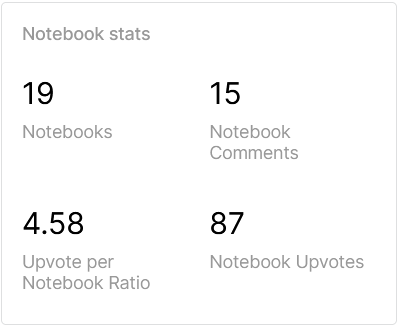 Notebook stats
19
Notebooks
15
Notebook
Comments
4.58
Upvote per
Notebook Ratio
87
Notebook Upvotes